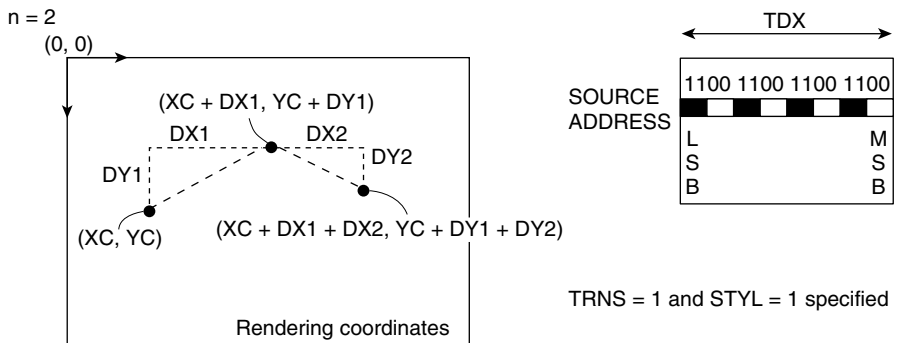 n = 2
(0, 0)
(XC + DX1, YC + DY1)
DX1
DX2
DY1
DY2
(XC, YC)
(XC + DX1 + DX2, YC + DY1 + DY2)
Rendering coordinates
TDX
SOURCE
ADDRESS
1100 1100 1100 1100
L M
S S
B B
TRNS = 1 and STYL = 1 specified